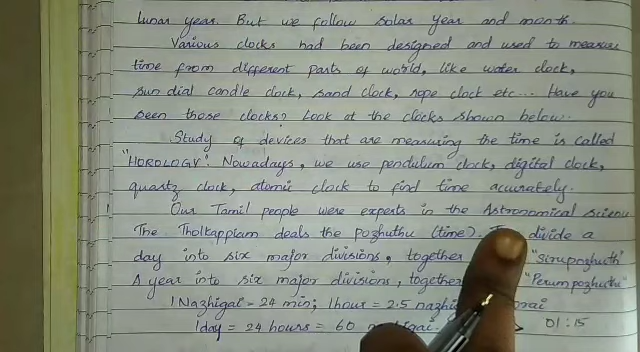 lunar year. But we follow solar year and month.
Various clocks had been designed and used to measure
time from different parts of world, like water clock,
sun dial candle clock, sand clock, rope clock etc... Have you
seen those clocks? Look at the clocks shown below.
Study of devices that are measuring the time is called
"HOROLOGY". Nowadays, we use pendulum clock, digital clock,
quartz clock, atomic clock to find time accurately.
Our Tamil people were experts in the Astronomical science
The Tholkappiam deals the pozhuthu (time). divide a
day into six major divisions, together "Sirupozhuth"
A year into six major divisions, together "Perumpozhuthu"
1 Nazhigai = 24 min; 1 hour = 2.5 nazhi
1 day = 24 hours = 60 01:15